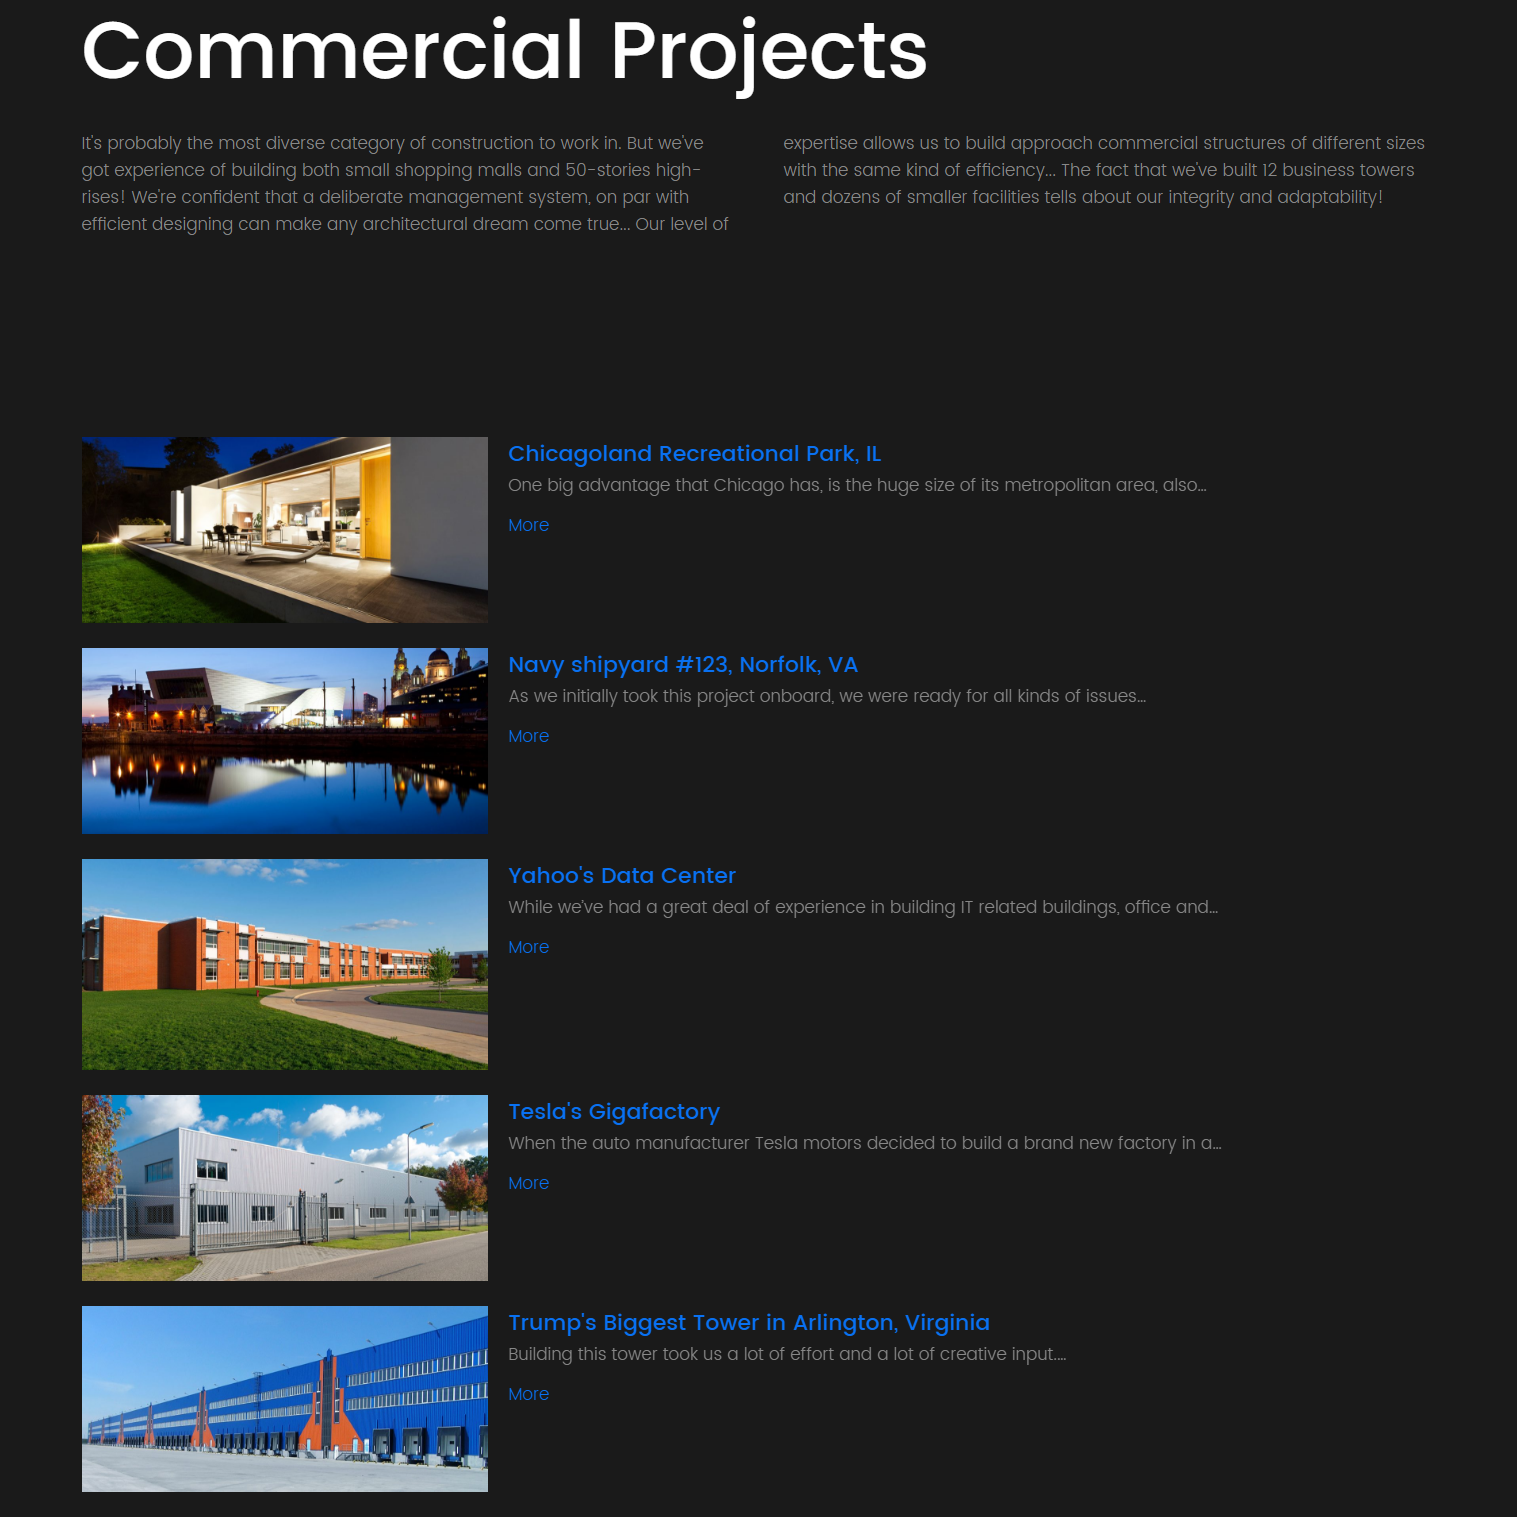 Commercial Projects
It's probably the most diverse category of construction to work in. But we've
got experience of building both small shopping malls and 50-stories high-
rises! We're confident that a deliberate management system, on par with
efficient designing can make any architectural dream come true... Our level of
expertise allows us to build approach commercial structures of different sizes
with the same kind of efficiency... The fact that we've built 12 business towers
and dozens of smaller facilities tells about our integrity and adaptability!
Chicagoland Recreational Park, IL
One big advantage that Chicago has, is the huge size of its metropolitan area, also...
More
Navy shipyard #123, Norfolk, VA
As we initially took this project onboard, we were ready for all kinds of issues...
More
Yahoo's Data Center
While we've had a great deal of experience in building IT related buildings, office and...
More
Tesla's Gigafactory
When the auto manufacturer Tesla motors decided to build a brand new factory in a...
More
Trump's Biggest Tower in Arlington, Virginia
Building this tower took us a lot of effort and a lot of creative input....
More